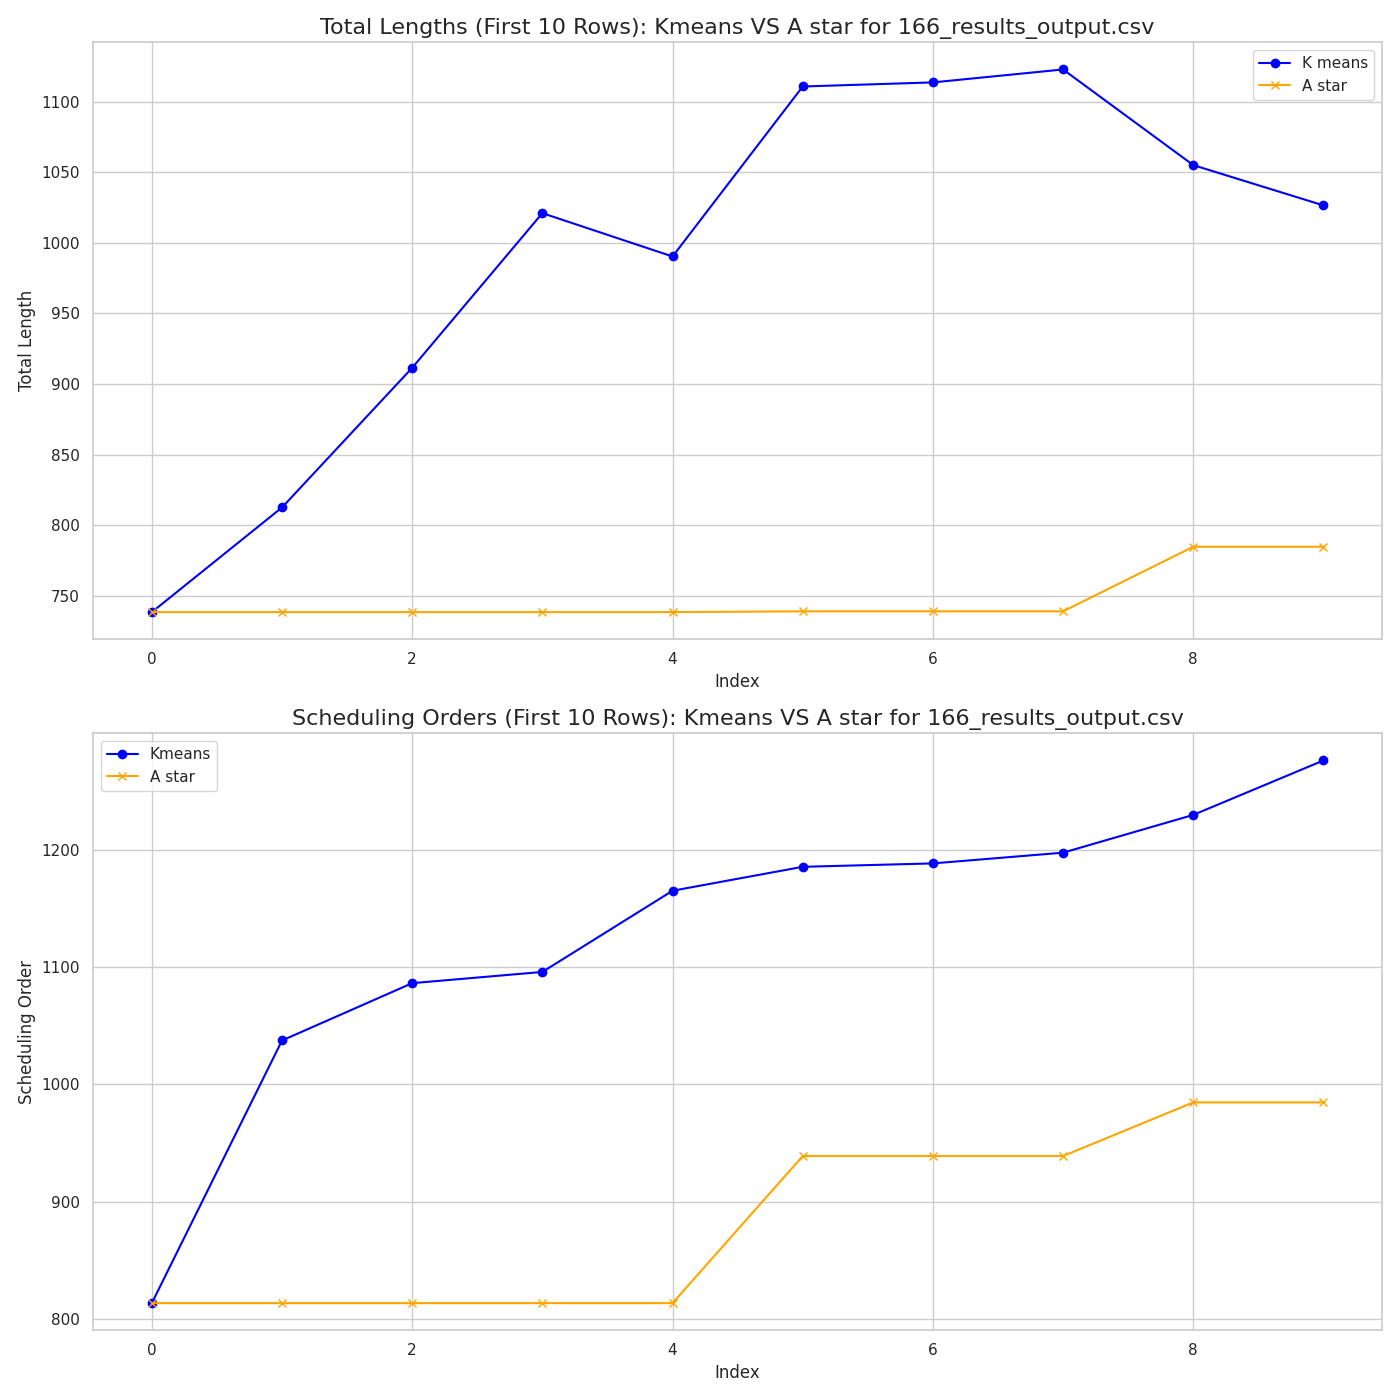 Total Lengths (First 10 Rows): Kmeans VS A star for 166_results_output.csv
K means
A star
1100
1050
1000
950
900
850
800
750
Total Length
0 2 4 6 8
Index
Scheduling Orders (First 10 Rows): Kmeans VS A star for 166_results_output.csv
Kmeans
A star
1200
1100
1000
900
800
Scheduling Order
0 2 4 6 8
Index